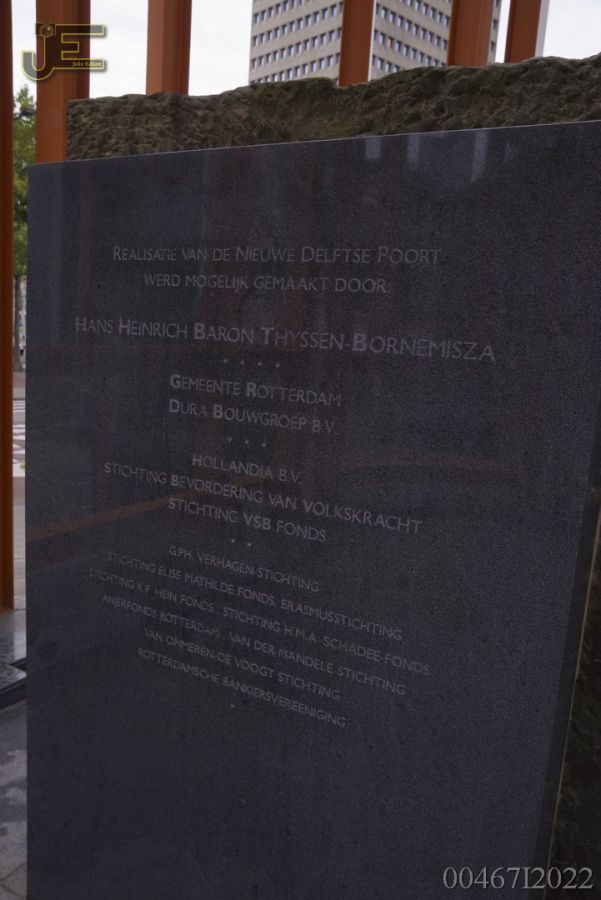 JE
John Edison
REALISATIE VAN DE NIEUWE DELFTSE POORT
WERD MOGELIJK GEMAAKT DOOR:
HANS HEINRICH BARON THYSSEN-BORNEMISZA
* * * *
GEMEENTE ROTTERDAM
DURA BOUWGROEP B.V.
* * *
HOLLANDIA B.V.
STICHTING BEVORDERING VAN VOLKSKRACHT
STICHTING VSB FONDS
* *
G.PH. VERHAGEN-STICHTING
STICHTING ELISE MATHILDE FONDS, ERASMUSSTICHTING
STICHTING K.F. HEIN FONDS, STICHTING H.M.A. SCHADEE-FONDS
ANJERFONDS ROTTERDAM, VAN DER MANDELE STICHTING
VAN OMMEREN-DE VOOGT STICHTING
ROTTERDAMSCHE BANKIERSVEREENIGING
*
00467I2022